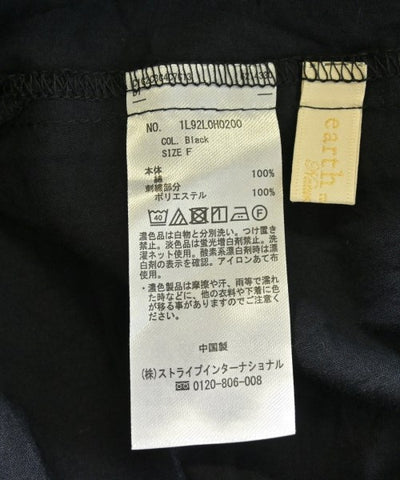 NO. 1L92L0H0200
COL. Black
SIZE F
本体
綿 100%
刺繍部分
ポリエステル 100%
40
F
濃色品は白物と分別洗い。つけ置き
禁止。淡色品は蛍光増白剤禁止。洗
濯ネット使用。酸素系漂白剤時は漂
白剤の表示を確認。アイロンあて布
使用。
・濃色製品は摩擦や汗、雨等で濡れ
た時などに、他の衣料や下着に色
が移る事がありますのでご注意くだ
さい。
中国製
(株)ストライプインターナショナル
0120-806-008
earth